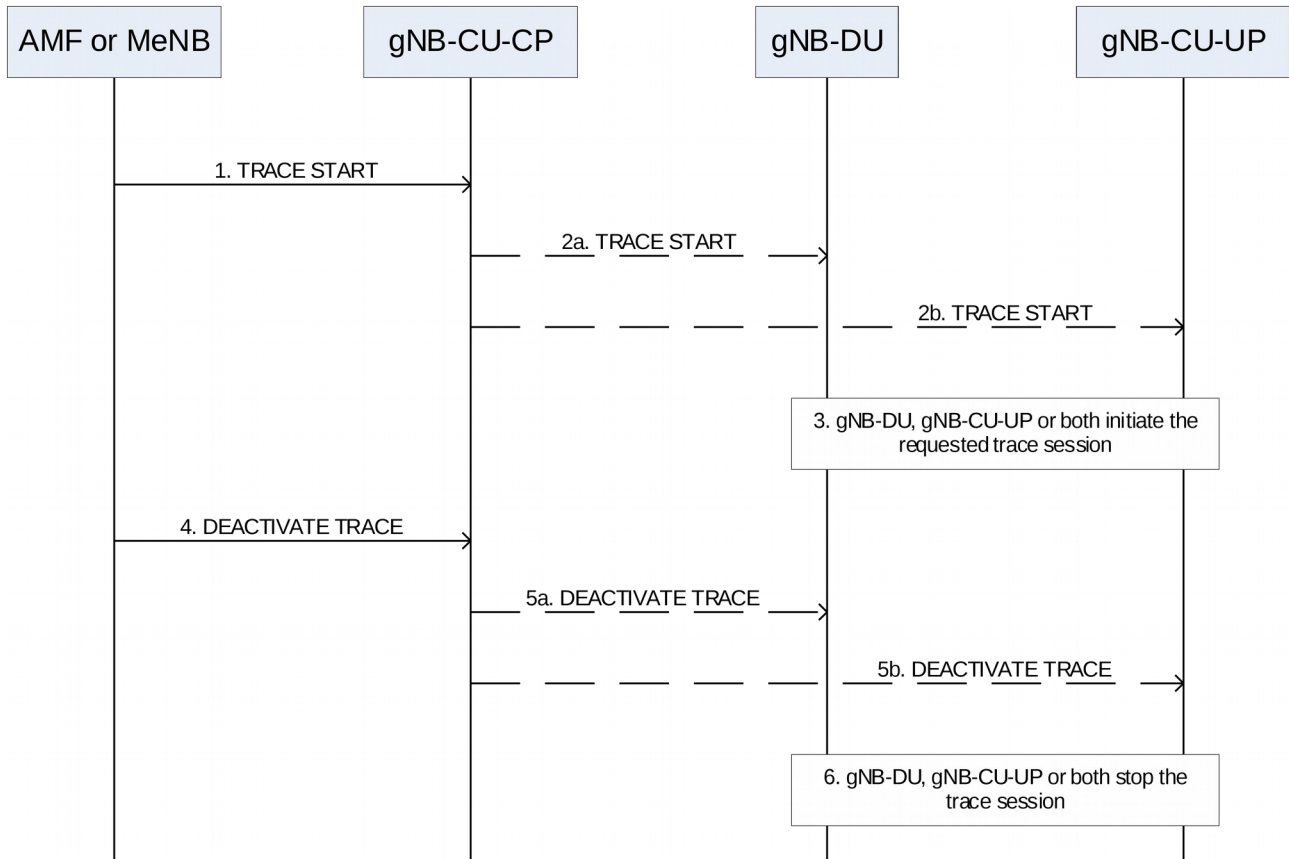 AMF or MeNB
gNB-CU-CP
gNB-DU
gNB-CU-UP
1. TRACE START
2a. TRACE START
2b. TRACE START
3. gNB-DU, gNB-CU-UP or both initiate the
requested trace session
4. DEACTIVATE TRACE
5a. DEACTIVATE TRACE
5b. DEACTIVATE TRACE
6. gNB-DU, gNB-CU-UP or both stop the
trace session